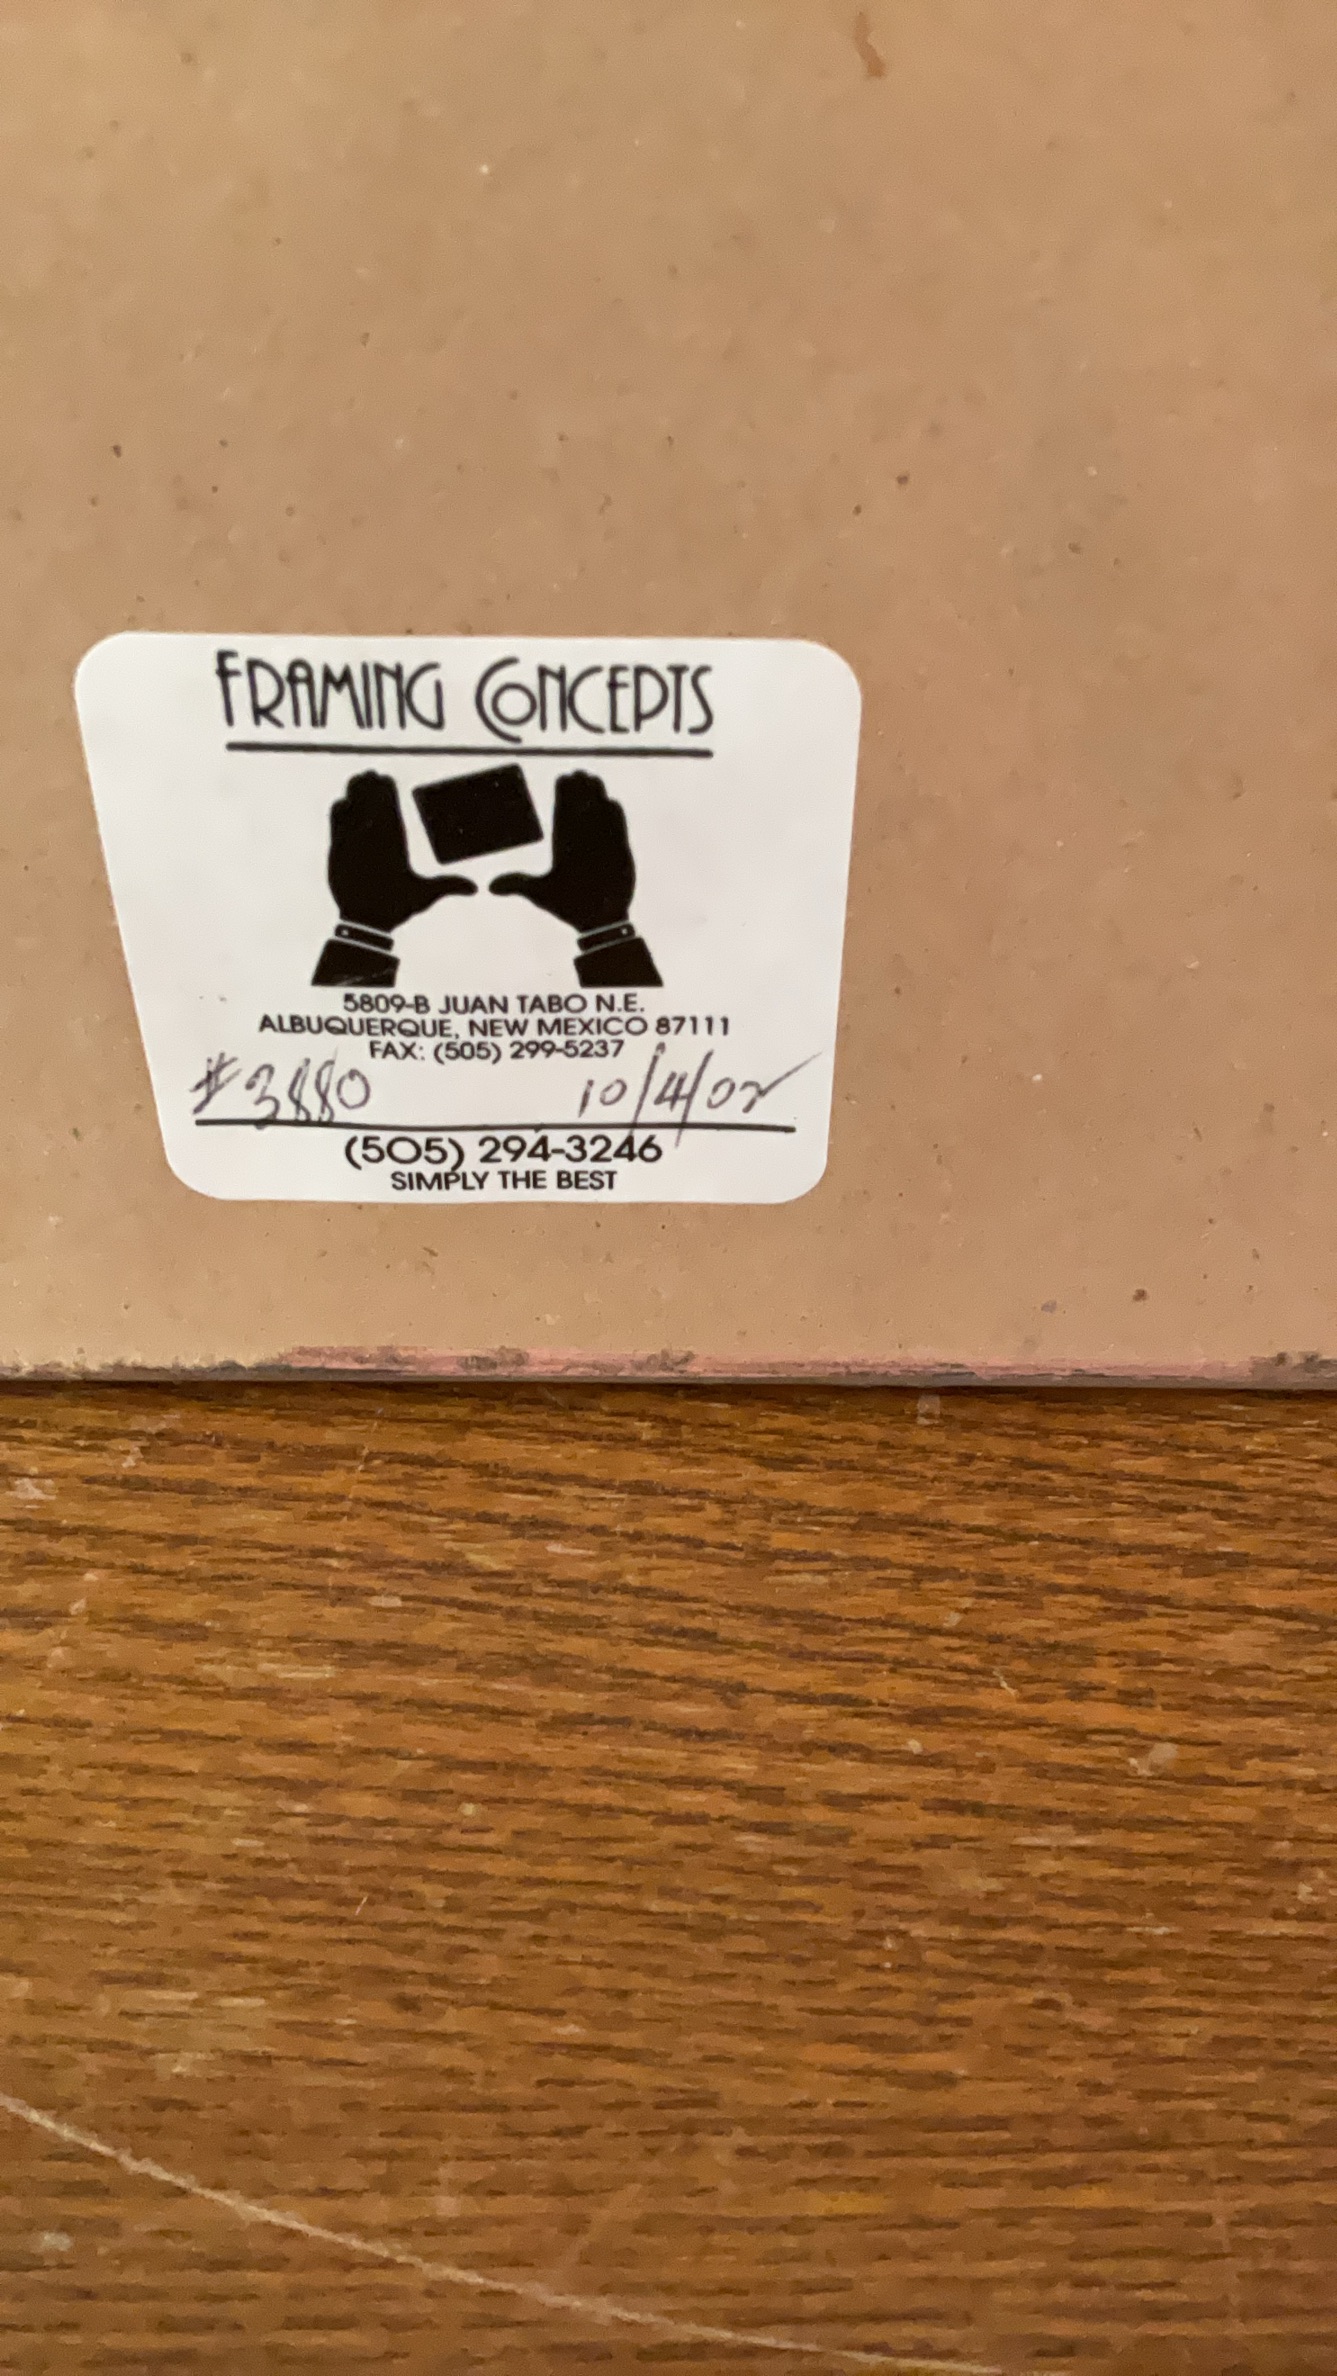 FRAMING CONCEPTS
5809-B JUAN TABO N.E.
ALBUQUERQUE, NEW MEXICO 87111
FAX: (505) 299-5237
#3880 10/4/02
(505) 294-3246
SIMPLY THE BEST